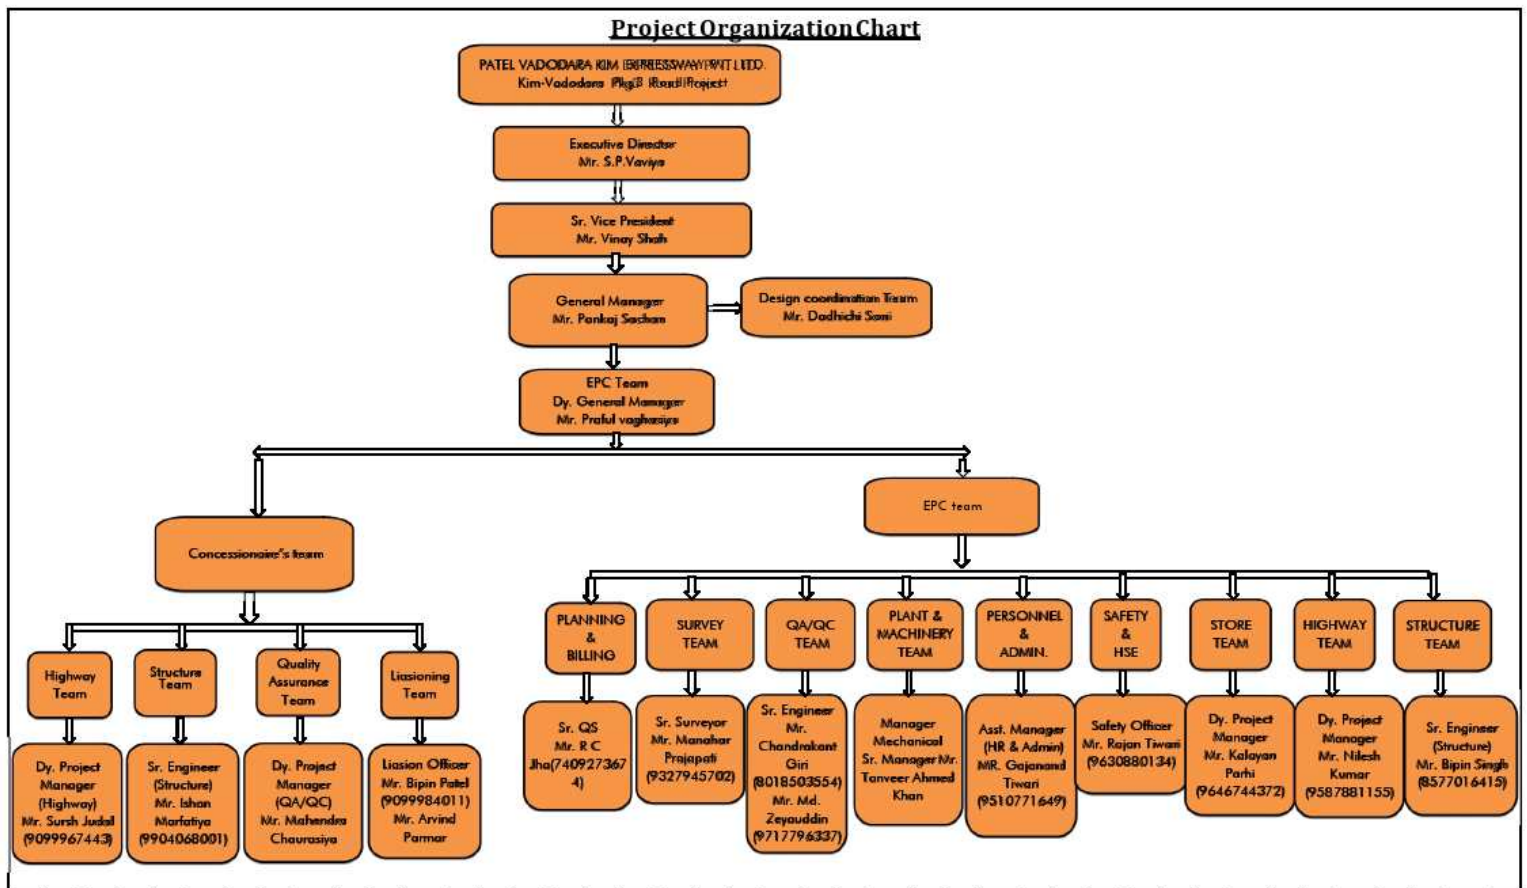 Project Organization Chart
PATEL VADODARA KIM EXPRESSWAY PVT LTD.
Kim-Vadodara Pkg3 Road Project
Executive Director
Mr. S.P.Vaviya
Sr. Vice President
Mr. Vinay Shah
General Manager
Mr. Pankaj Sachan
Design coordination Team
Mr. Dadhichi Soni
EPC Team
Dy. General Manager
Mr. Praful vaghasiya
EPC team
Concessionaire's team
PLANNING
&
BILLING
SURVEY
TEAM
QA/QC
TEAM
PLANT &
MACHINERY
TEAM
PERSONNEL
&
ADMIN.
SAFETY
&
HSE
STORE
TEAM
HIGHWAY
TEAM
STRUCTURE
TEAM
Highway
Team
Structure
Team
Quality
Assurance
Team
Liasioning
Team
Sr. QS
Mr. R C
Jha(740927367
4)
Sr. Surveyor
Mr. Manahar
Prajapati
(9327945702)
Sr. Engineer
Mr.
Chandrakant
Giri
(8018503554)
Mr. Md.
Zeyauddin
(9717796337)
Manager
Mechanical
Sr. Manager Mr.
Tanveer Ahmed
Khan
Asst. Manager
(HR & Admin)
MR. Gajanand
Tiwari
(9510771649)
Safety Officer
Mr. Rajan Tiwari
(9630880134)
Dy. Project
Manager
Mr. Kalayan
Parhi
(9646744372)
Dy. Project
Manager
Mr. Nilesh
Kumar
(9587881155)
Sr. Engineer
(Structure)
Mr. Bipin Singh
(8577016415)
Dy. Project
Manager
(Highway)
Mr. Sursh
(9099967443)
Sr. Engineer
(Structure)
Mr. Ishan
Marfatiya
(9904068001)
Dy. Project
Manager
(QA/QC)
Mr. Mahendra
Chaurasiya
Liasion Officer
Mr. Bipin Patel
(9099984011)
Mr. Arvind
Parmar